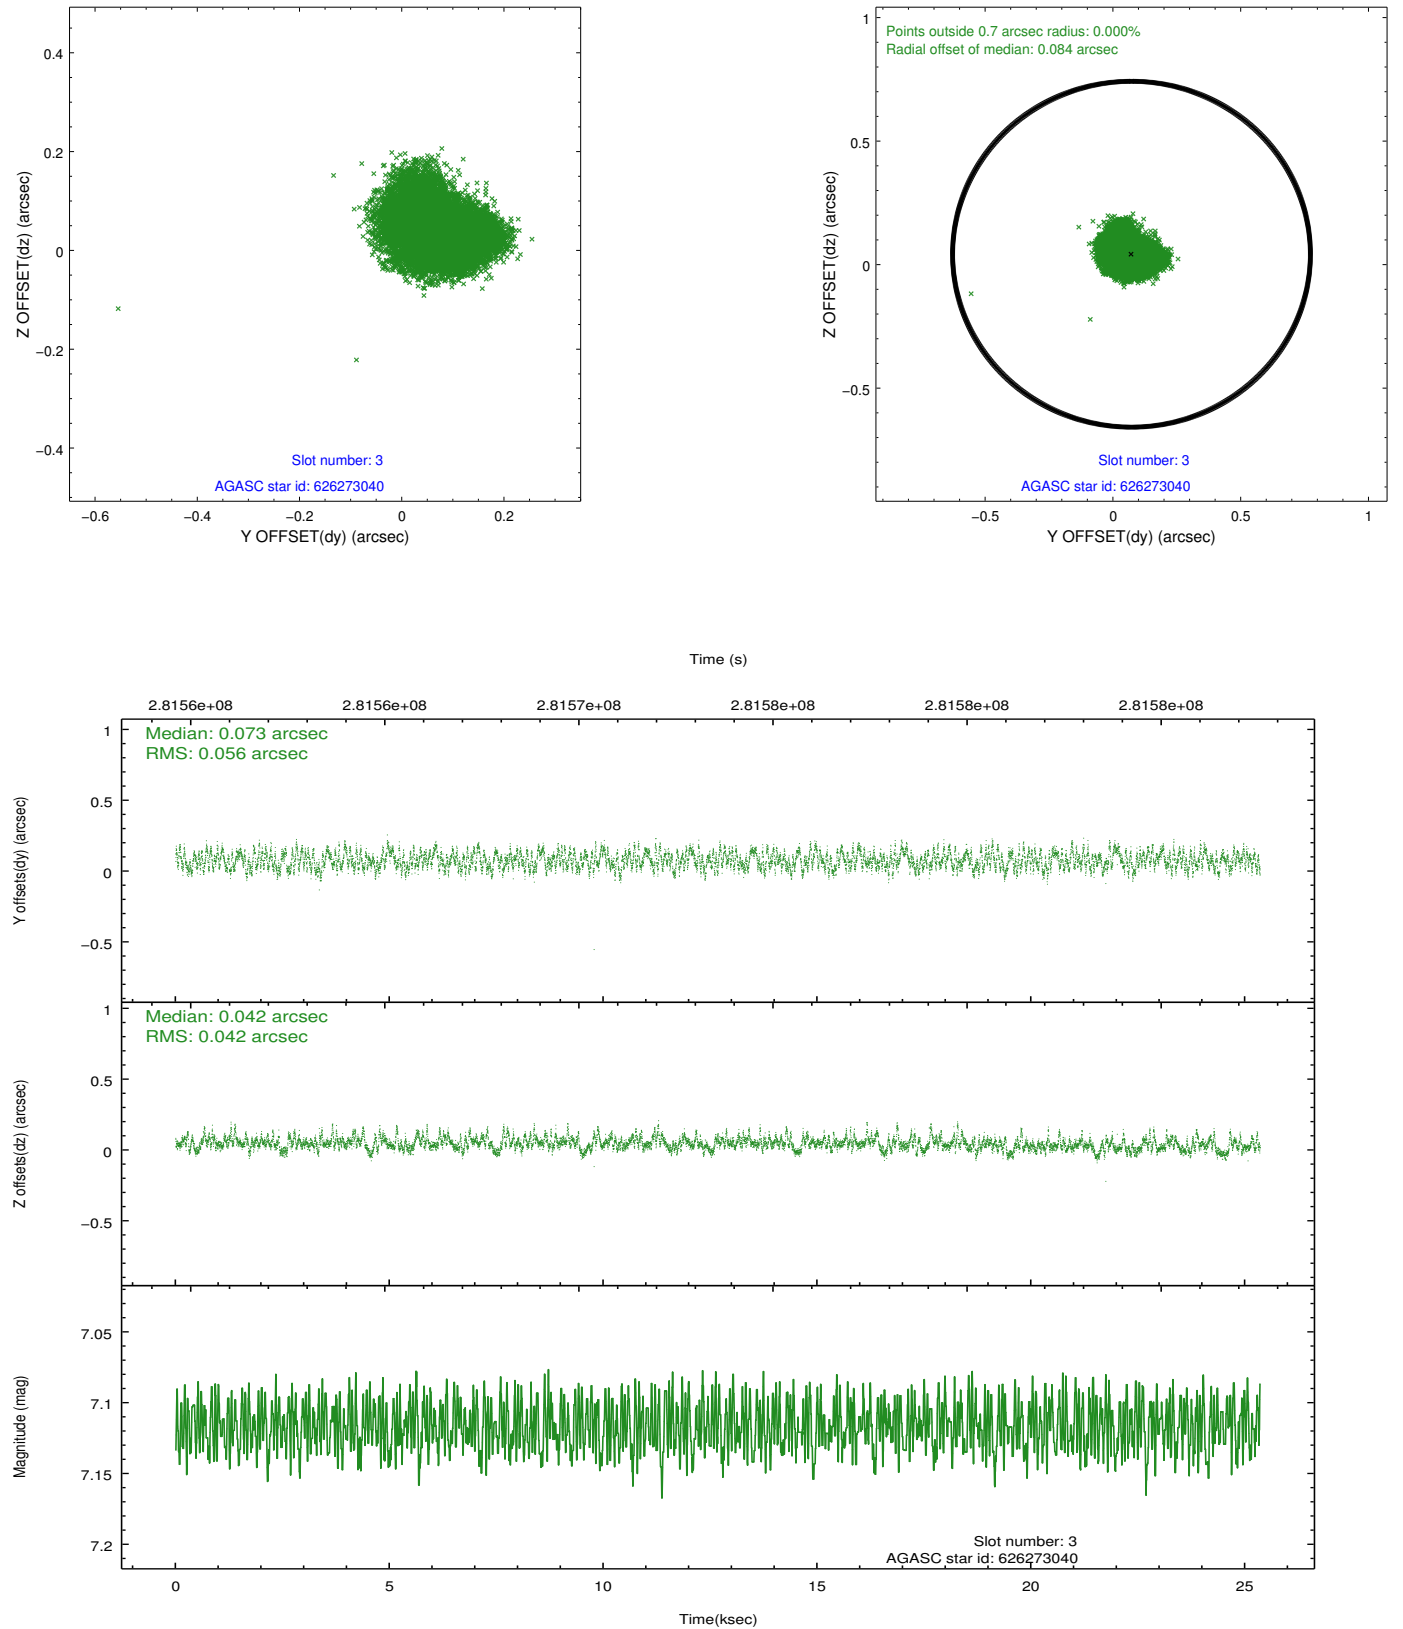 0.4
0.2
0
−0.2
−0.4
Z OFFSET(dz) (arcsec)
Slot number: 3
AGASC star id: 626273040
−0.6
−0.4
−0.2
0
0.2
Y OFFSET(dy) (arcsec)
Points outside 0.7 arcsec radius: 0.000%
Radial offset of median: 0.084 arcsec
1
0.5
0
−0.5
Z OFFSET(dz) (arcsec)
Slot number: 3
AGASC star id: 626273040
−0.5
0
0.5
1
Y OFFSET(dy) (arcsec)
Time (s)
2.8156e+08
2.8156e+08
2.8157e+08
2.8158e+08
2.8158e+08
2.8158e+08
Median: 0.073 arcsec
RMS: 0.056 arcsec
1
0.5
0
−0.5
Y offsets(dy) (arcsec)
Median: 0.042 arcsec
RMS: 0.042 arcsec
1
0.5
0
−0.5
Z offsets(dz) (arcsec)
7.05
7.1
7.15
7.2
Magnitude (mag)
Slot number: 3
AGASC star id: 626273040
0
5
10
15
20
25
Time(ksec)